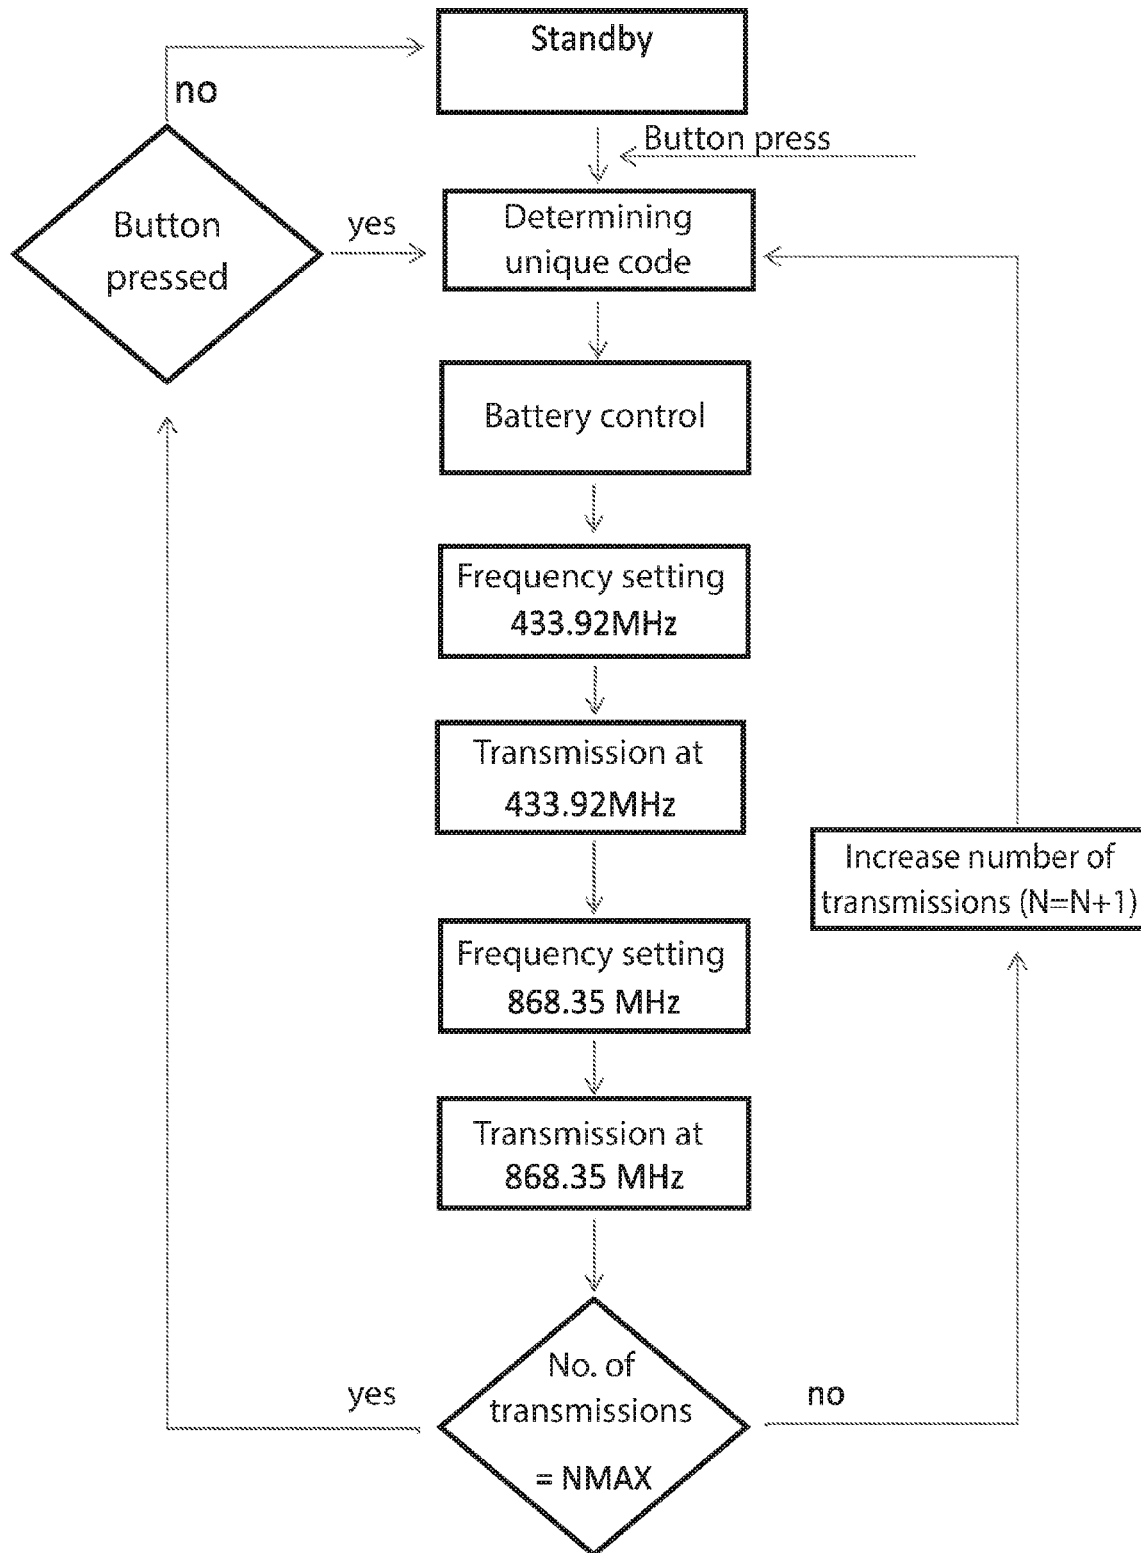 Standby
no
Button press
Button
pressed
yes
Determining
unique code
Battery control
Frequency setting
433.92MHz
Transmission at
433.92MHz
Increase number of
transmissions (N=N+1)
Frequency setting
868.35 MHz
Transmission at
868.35 MHz
No. of
transmissions
= NMAX
yes
no